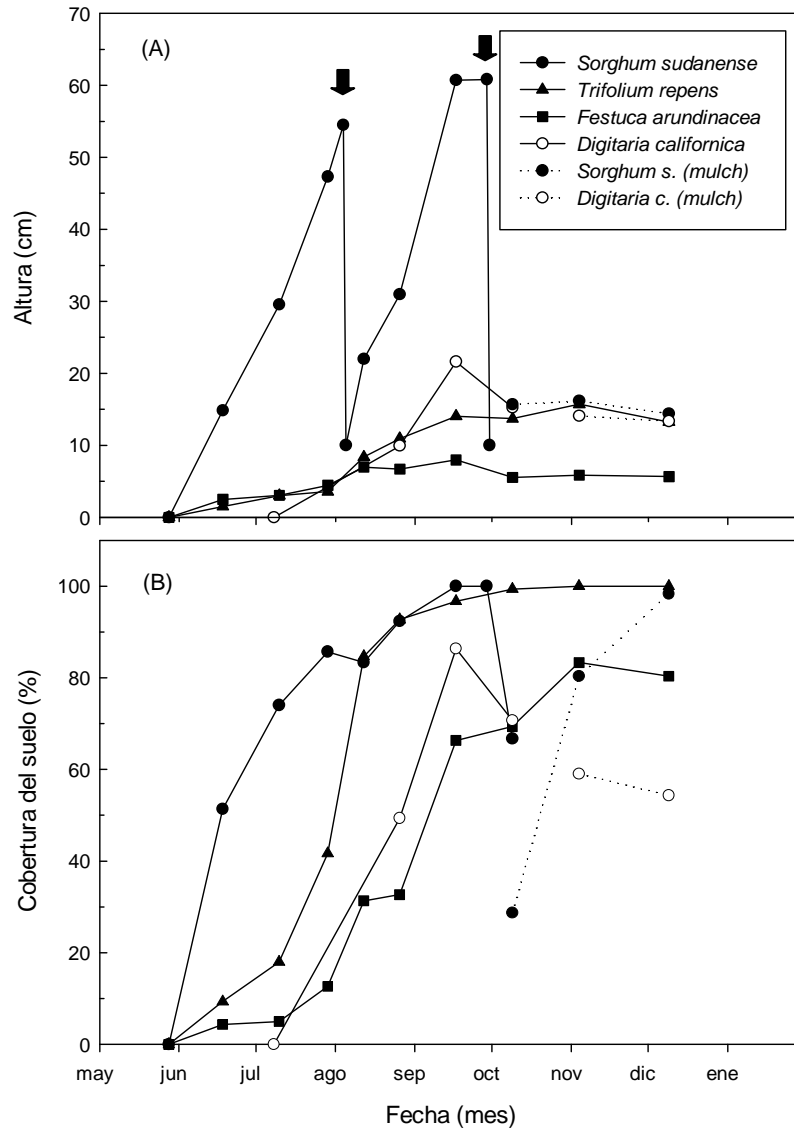 70
60
50
40
30
20
10
0
Altura (cm)
(A)
Sorghum sudanense
Trifolium repens
Festuca arundinacea
Digitaria californica
Sorghum s. (mulch)
Digitaria c. (mulch)
100
80
60
40
20
0
Cobertura del suelo (%)
(B)
may jun jul ago sep oct nov dic ene
Fecha (mes)